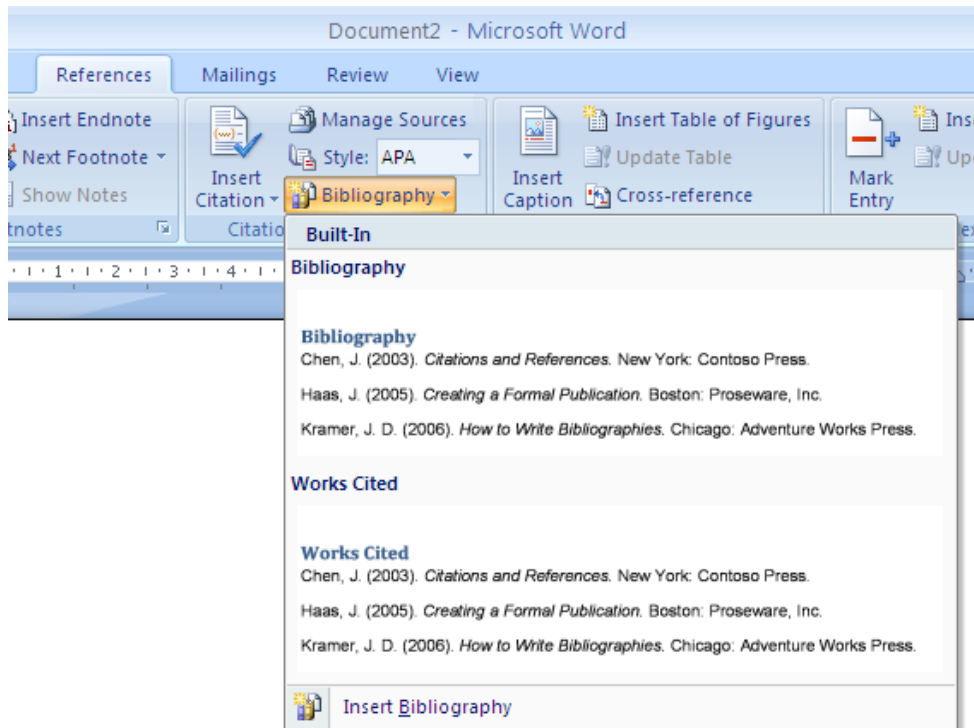 Document2 - Microsoft Word
References Mailings Review View
Insert Endnote
Next Footnote
Show Notes
Insert
Citation
Manage Sources
Style: APA
Bibliography
Insert
Caption
Insert Table of Figures
Update Table
Cross-reference
Mark
Entry
1 2 3 4
Built-In
Bibliography
Bibliography
Chen, J. (2003). Citations and References. New York: Contoso Press.
Haas, J. (2005). Creating a Formal Publication. Boston: Proseware, Inc.
Kramer, J. D. (2006). How to Write Bibliographies. Chicago: Adventure Works Press.
Works Cited
Works Cited
Chen, J. (2003). Citations and References. New York: Contoso Press.
Haas, J. (2005). Creating a Formal Publication. Boston: Proseware, Inc.
Kramer, J. D. (2006). How to Write Bibliographies. Chicago: Adventure Works Press.
Insert Bibliography